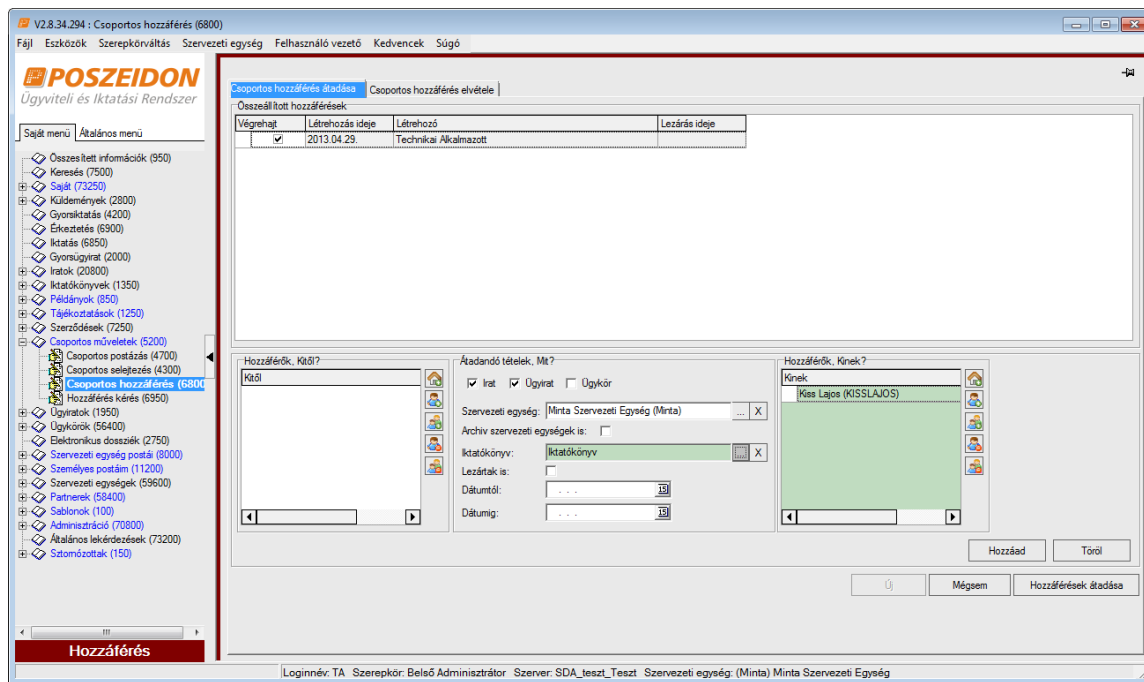 V2.8.34.294 : Csoportos hozzáférés (6800)
Fájl Eszközök Szerepkörváltás Szervezeti egység Felhasználó vezető Kedvencek Súgó
POSZEIDON
Ügyviteli és Iktatási Rendszer
Saját menü Általános menü
Összesített információk (950)
Keresés (7500)
Saját (73250)
Küldemények (2800)
Gyorsiktatás (4200)
Érkeztetés (6900)
Iktatás (6850)
Gyorsügyirat (2000)
Iratok (20800)
Iktatókönyvek (1350)
Példányok (850)
Tájékoztatások (1250)
Szerződések (7250)
Csoportos műveletek (5200)
Csoportos postázás (4700)
Csoportos selejtezés (4300)
Csoportos hozzáférés (6800
Hozzáférés kérés (6950)
Ügyiratok (1950)
Ügykörök (56400)
Elektronikus dossziék (2750)
Szervezeti egység postái (8000)
Személyes postáim (11200)
Szervezeti egységek (59600)
Partnerek (58400)
Sablonok (100)
Adminisztráció (70800)
Általános lekérdezések (73200)
Sztornózottak (150)
Hozzáférés
Csoportos hozzáférés átadása Csoportos hozzáférés elvétele
Összeállított hozzáférések
Végrehajt Létrehozás ideje Létrehozó Lezárás ideje
2013.04.29. Technikai Alkalmazott
Hozzáférők, Kitől?
Kitől
Átadandó tételek, Mit?
Irat Ügyirat Ügykör
Szervezeti egység: Minta Szervezeti Egység (Minta) ... X
Archív szervezeti egységek is:
Iktatókönyv: Iktatókönyv ... X
Lezártak is:
Dátumtól: . . . 15
Dátumig: . . . 15
Hozzáférők, Kinek?
Kinek
Kiss Lajos (KISSLAJOS)
Hozzáad Töröl
Új Mégsem Hozzáférések átadása
Loginnév: TA Szerepkör: Belső Adminisztrátor Szerver: SDA_teszt_Teszt Szervezeti egység: (Minta) Minta Szervezeti Egység